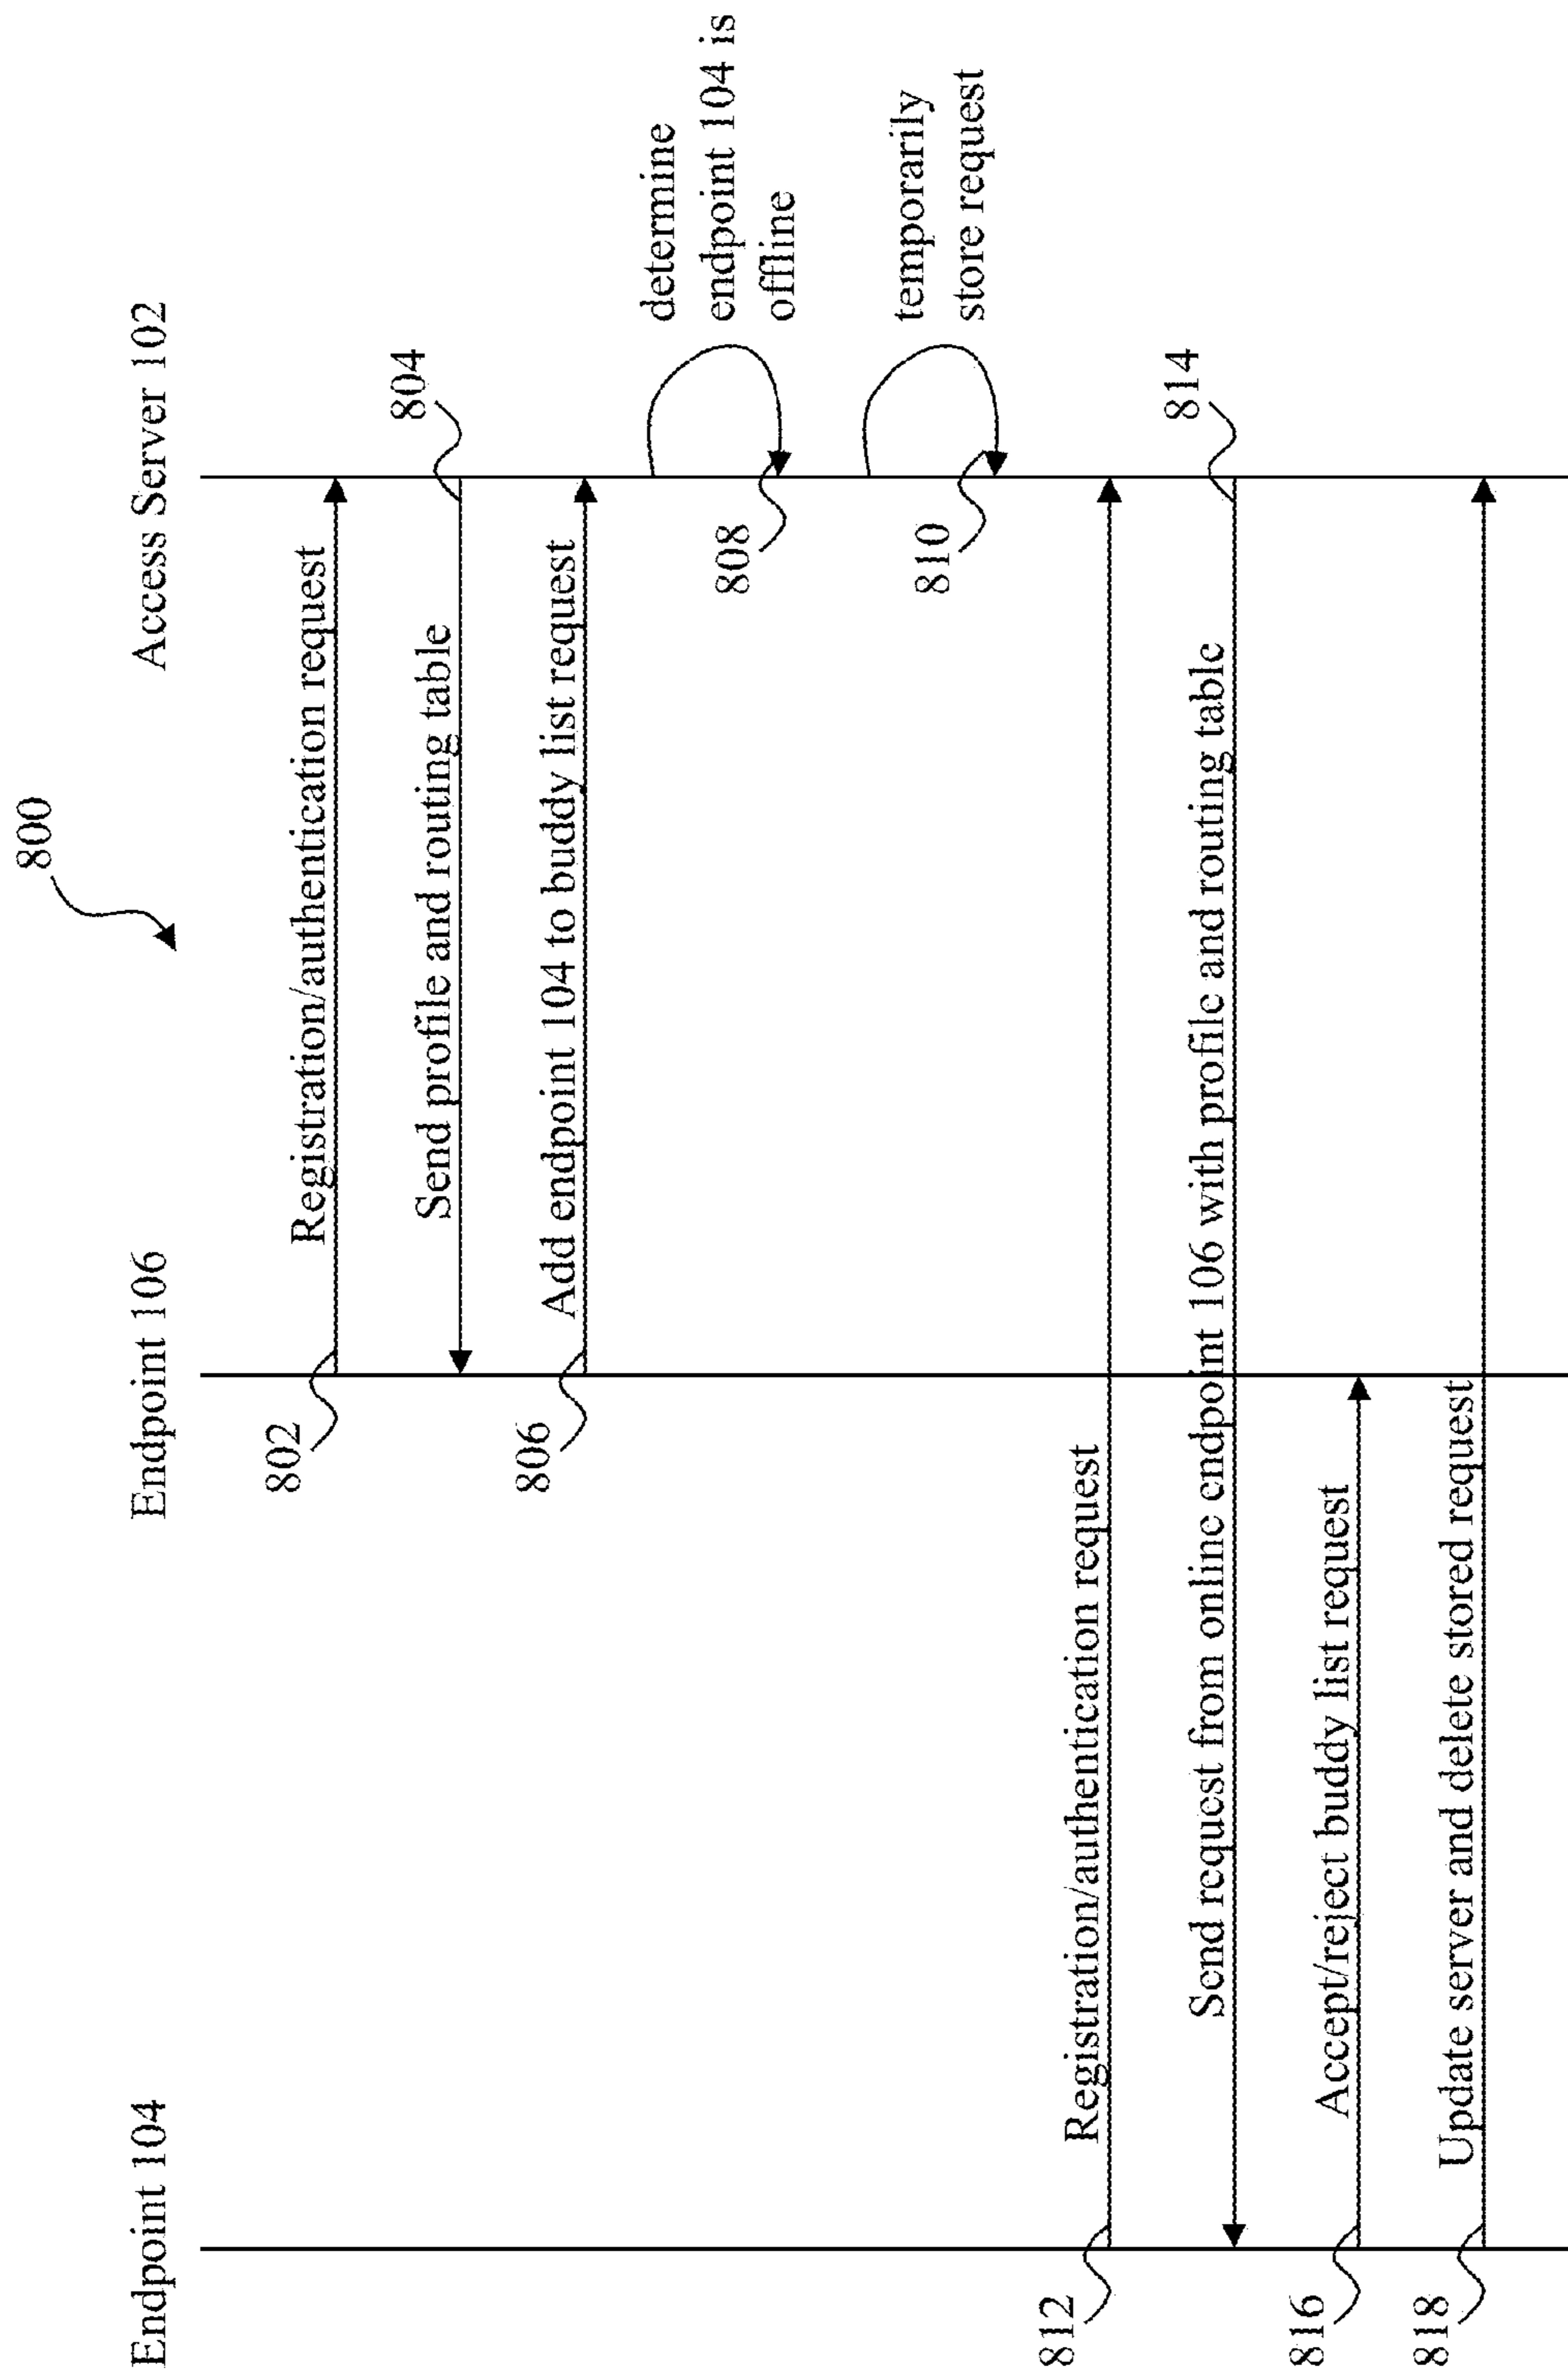 800
Endpoint 104
Endpoint 106
Access Server 102
802
Registration/authentication request
Send profile and routing table
804
806
Add endpoint 104 to buddy list request
determine
endpoint 104 is
offline
808
temporarily
store request
810
812
Registration/authentication request
Send request from online endpoint 106 with profile and routing table
814
816
Accept/reject buddy list request
818
Update server and delete stored request